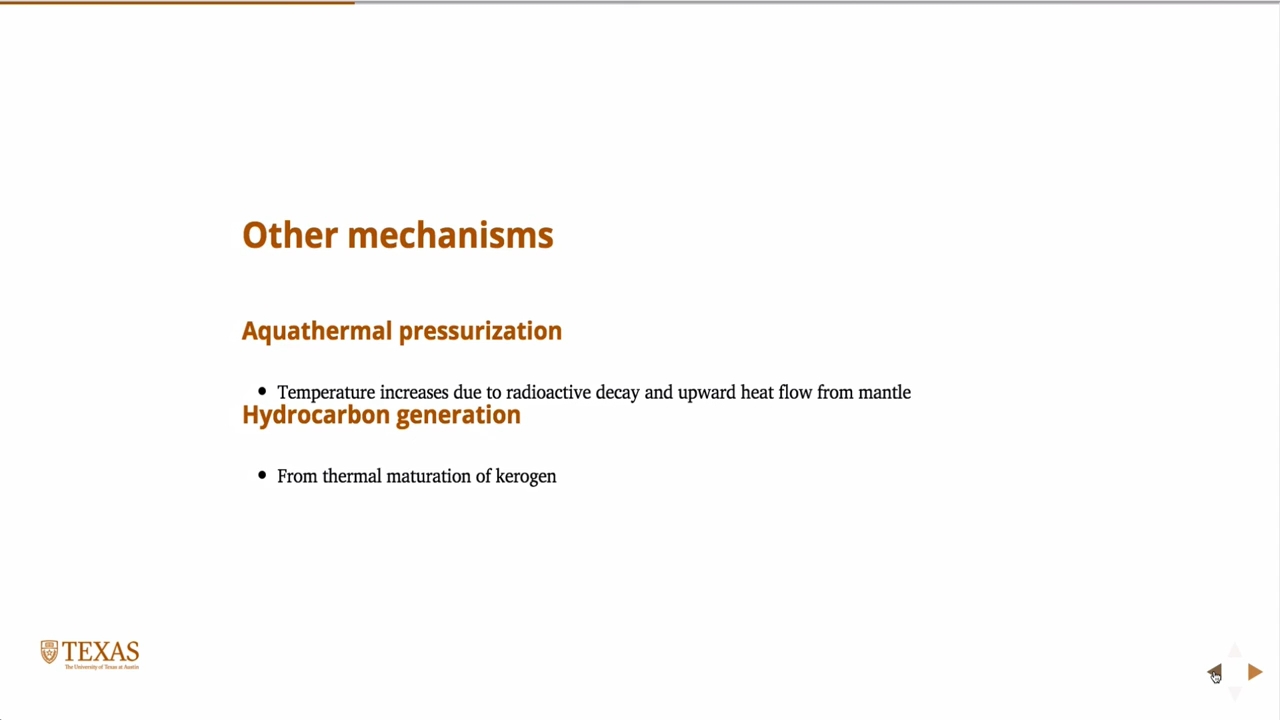 Other mechanisms
Aquathermal pressurization
• Temperature increases due to radioactive decay and upward heat flow from mantle
Hydrocarbon generation
• From thermal maturation of kerogen
TEXAS
The University of Texas at Austin